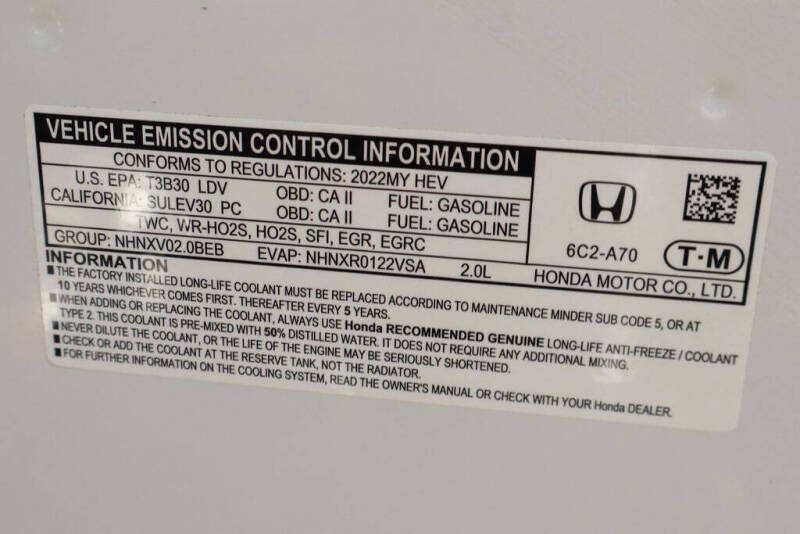 VEHICLE EMISSION CONTROL INFORMATION
CONFORMS TO REGULATIONS: 2022MY HEV
U.S. EPA: T3B30 LDV OBD: CA II FUEL: GASOLINE
CALIFORNIA: SULEV30 PC OBD: CA II FUEL: GASOLINE
TWC, WR-HO2S, HO2S, SFI, EGR, EGRC
GROUP: NHNXV02.0BEB EVAP: NHNXR0122VSA 2.0L
6C2-A70 T·M
HONDA MOTOR CO., LTD.
INFORMATION
■THE FACTORY INSTALLED LONG-LIFE COOLANT MUST BE REPLACED ACCORDING TO MAINTENANCE MINDER SUB CODE 5, OR AT
10 YEARS WHICHEVER COMES FIRST. THEREAFTER EVERY 5 YEARS.
■WHEN ADDING OR REPLACING THE COOLANT, ALWAYS USE Honda RECOMMENDED GENUINE LONG-LIFE ANTI-FREEZE / COOLANT
TYPE 2. THIS COOLANT IS PRE-MIXED WITH 50% DISTILLED WATER. IT DOES NOT REQUIRE ANY ADDITIONAL MIXING.
■NEVER DILUTE THE COOLANT, OR THE LIFE OF THE ENGINE MAY BE SERIOUSLY SHORTENED.
■CHECK OR ADD THE COOLANT AT THE RESERVE TANK, NOT THE RADIATOR.
■FOR FURTHER INFORMATION ON THE COOLING SYSTEM, READ THE OWNER'S MANUAL OR CHECK WITH YOUR Honda DEALER.